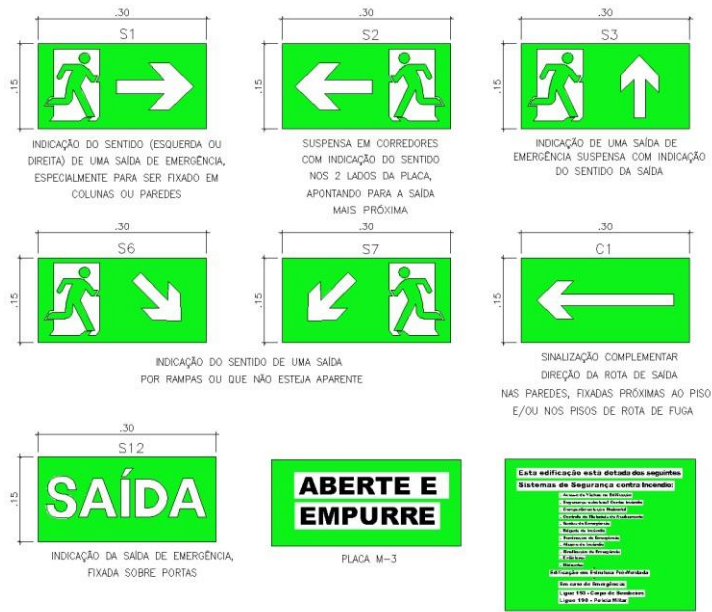 .30
S1
.15
INDICAÇÃO DO SENTIDO (ESQUERDA OU
DIREITA) DE UMA SAÍDA DE EMERGÊNCIA,
ESPECIALMENTE PARA SER FIXADO EM
COLUNAS OU PAREDES
.30
S2
.15
SUSPENSA EM CORREDORES
COM INDICAÇÃO DO SENTIDO
NOS 2 LADOS DA PLACA,
APONTANDO PARA A SAÍDA
MAIS PRÓXIMA
.30
S3
.15
INDICAÇÃO DE UMA SAÍDA DE
EMERGÊNCIA SUSPENSA COM INDICAÇÃO
DO SENTIDO DA SAÍDA
.30
S6
.15
.30
S7
.15
INDICAÇÃO DO SENTIDO DE UMA SAÍDA
POR RAMPAS OU QUE NÃO ESTEJA APARENTE
.30
C1
.15
SINALIZAÇÃO COMPLEMENTAR
DIREÇÃO DA ROTA DE SAÍDA
NAS PAREDES, FIXADAS PRÓXIMAS AO PISO
E/OU NOS PISOS DE ROTA DE FUGA
.30
S12
.15
SAÍDA
INDICAÇÃO DA SAÍDA DE EMERGÊNCIA,
FIXADA SOBRE PORTAS
ABERTE E
EMPURRE
PLACA M-3
Esta edificação esta dotada dos seguintes
Sistemas de Segurança contra Incendio:
Em caso de Emergências
Ligue 193 - Corpo de Bombeiros
Ligue 190 - Policia Militar